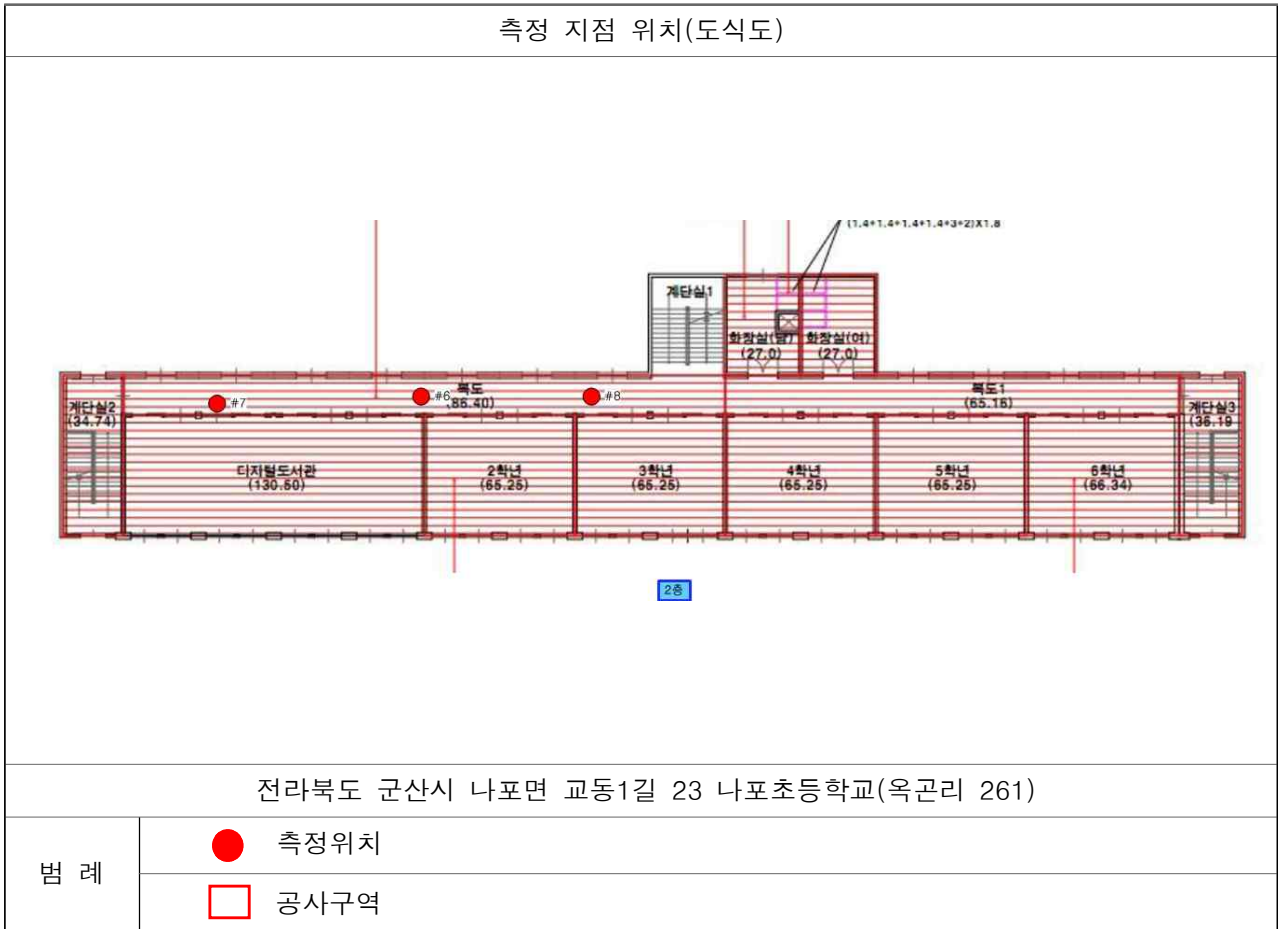 측정 지점 위치(도식도)
(1.4+1.4+1.4+1.4+3+2)X1.8
계단실1
화장실(남)
(27.0)
화장실(여)
(27.0)
복도
(86.40)
복도1
(65.16)
계단실2
(34.74)
계단실3
(36.19
#7
#6
#8
디지털도서관
(130.50)
2학년
(65.25)
3학년
(65.25)
4학년
(65.25)
5학년
(65.25)
6학년
(66.34)
2층
전라북도 군산시 나포면 교동1길 23 나포초등학교(옥곤리 261)
범 례
측정위치
공사구역